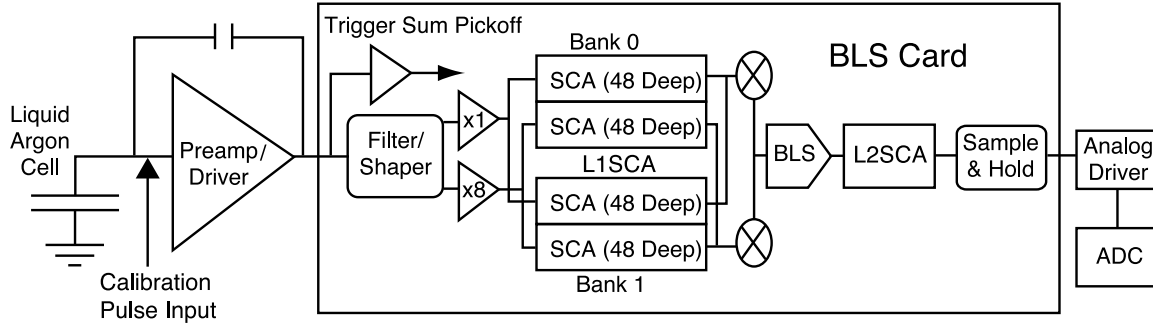 Trigger Sum Pickoff
Bank 0
BLS Card
SCA (48 Deep)
SCA (48 Deep)
L1SCA
SCA (48 Deep)
SCA (48 Deep)
Bank 1
Liquid
Argon
Cell
Preamp/
Driver
Filter/
Shaper
x1
x8
BLS
L2SCA
Sample
& Hold
Analog
Driver
ADC
Calibration
Pulse Input